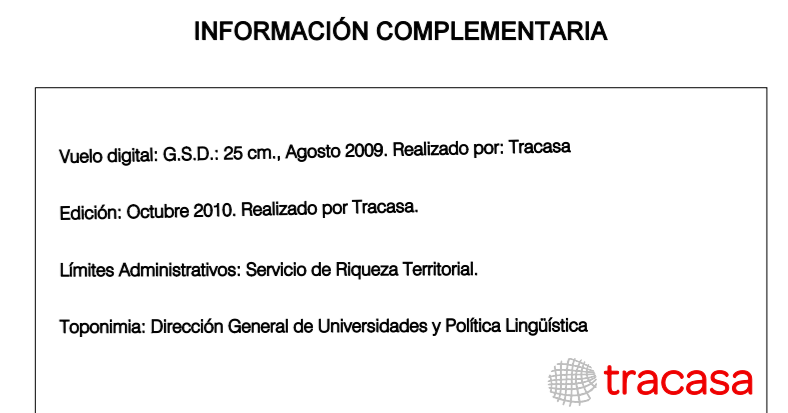 INFORMACIÓN COMPLEMENTARIA
Vuelo digital: G.S.D.: 25 cm., Agosto 2009. Realizado por: Tracasa
Edición: Octubre 2010. Realizado por Tracasa.
Límites Administrativos: Servicio de Riqueza Territorial.
Toponimia: Dirección General de Universidades y Política Lingüística
tracasa